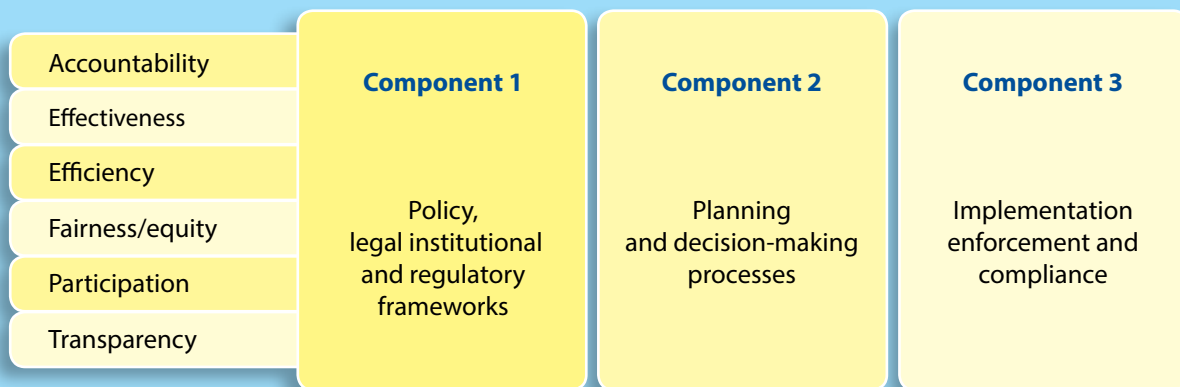 Accountability
Effectiveness
Efficiency
Fairness/equity
Participation
Transparency
Component 1
Policy,
legal institutional
and regulatory
frameworks
Component 2
Planning
and decision-making
processes
Component 3
Implementation
enforcement and
compliance